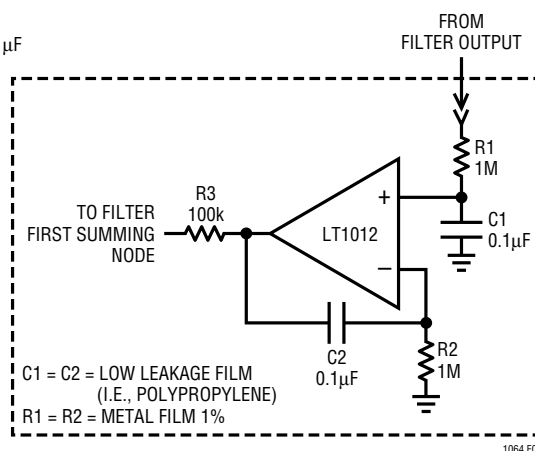 µF
FROM
FILTER OUTPUT
R1
1M
R3
100k
TO FILTER
FIRST SUMMING
NODE
+
LT1012
–
C1
0.1µF
C2
0.1µF
R2
1M
C1 = C2 = LOW LEAKAGE FILM
(I.E., POLYPROPYLENE)
R1 = R2 = METAL FILM 1%